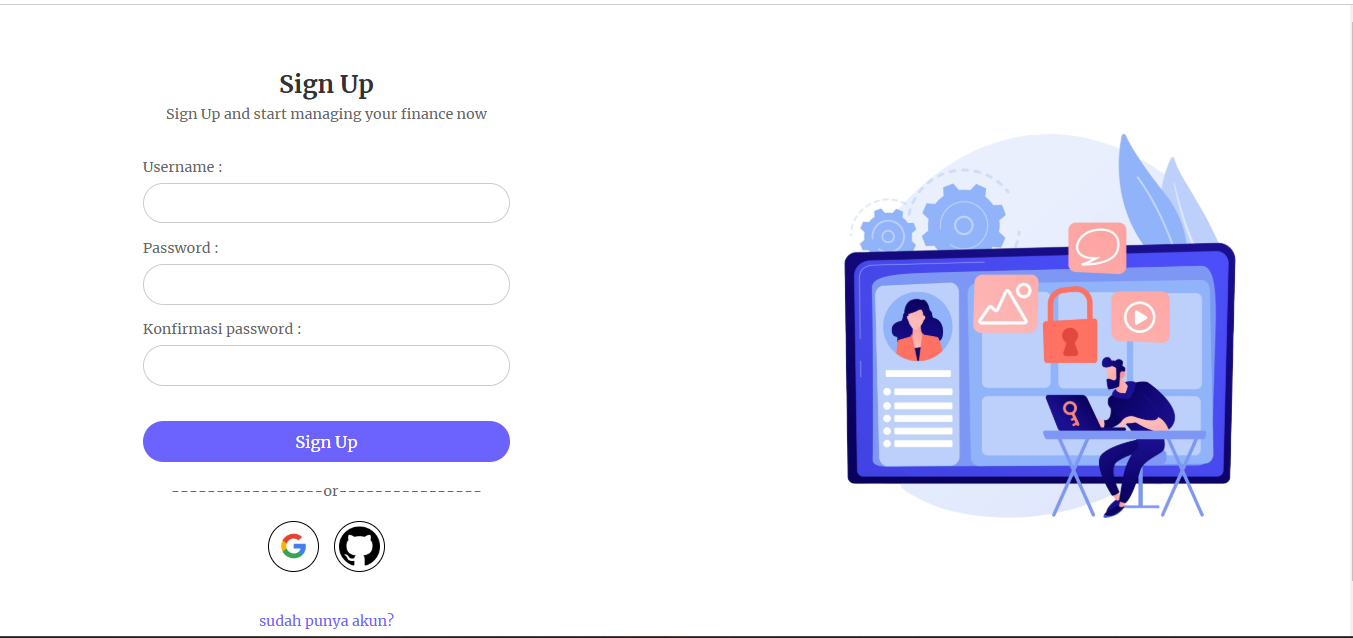 Sign Up
Sign Up and start managing your finance now
Username :
Password :
Konfirmasi password :
Sign Up
-----------------or----------------
sudah punya akun?